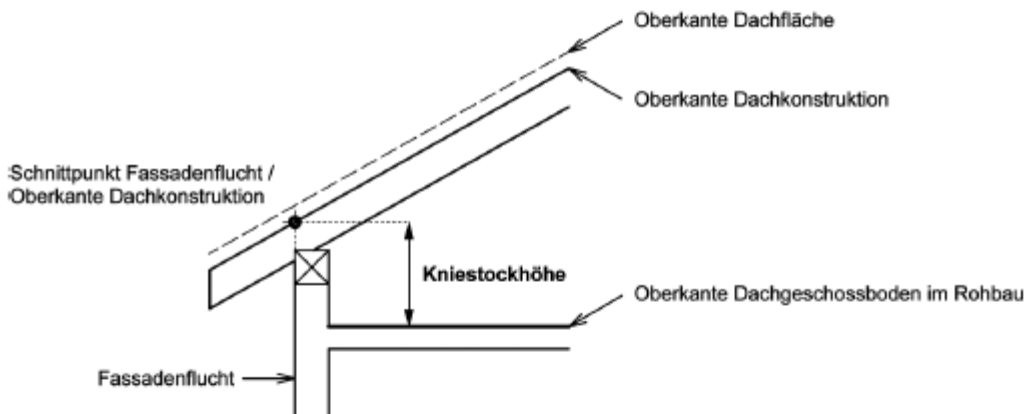 Oberkante Dachfläche
Oberkante Dachkonstruktion
Schnittpunkt Fassadenflucht /
Oberkante Dachkonstruktion
Kniestockhöhe
Oberkante Dachgeschossboden im Rohbau
Fassadenflucht